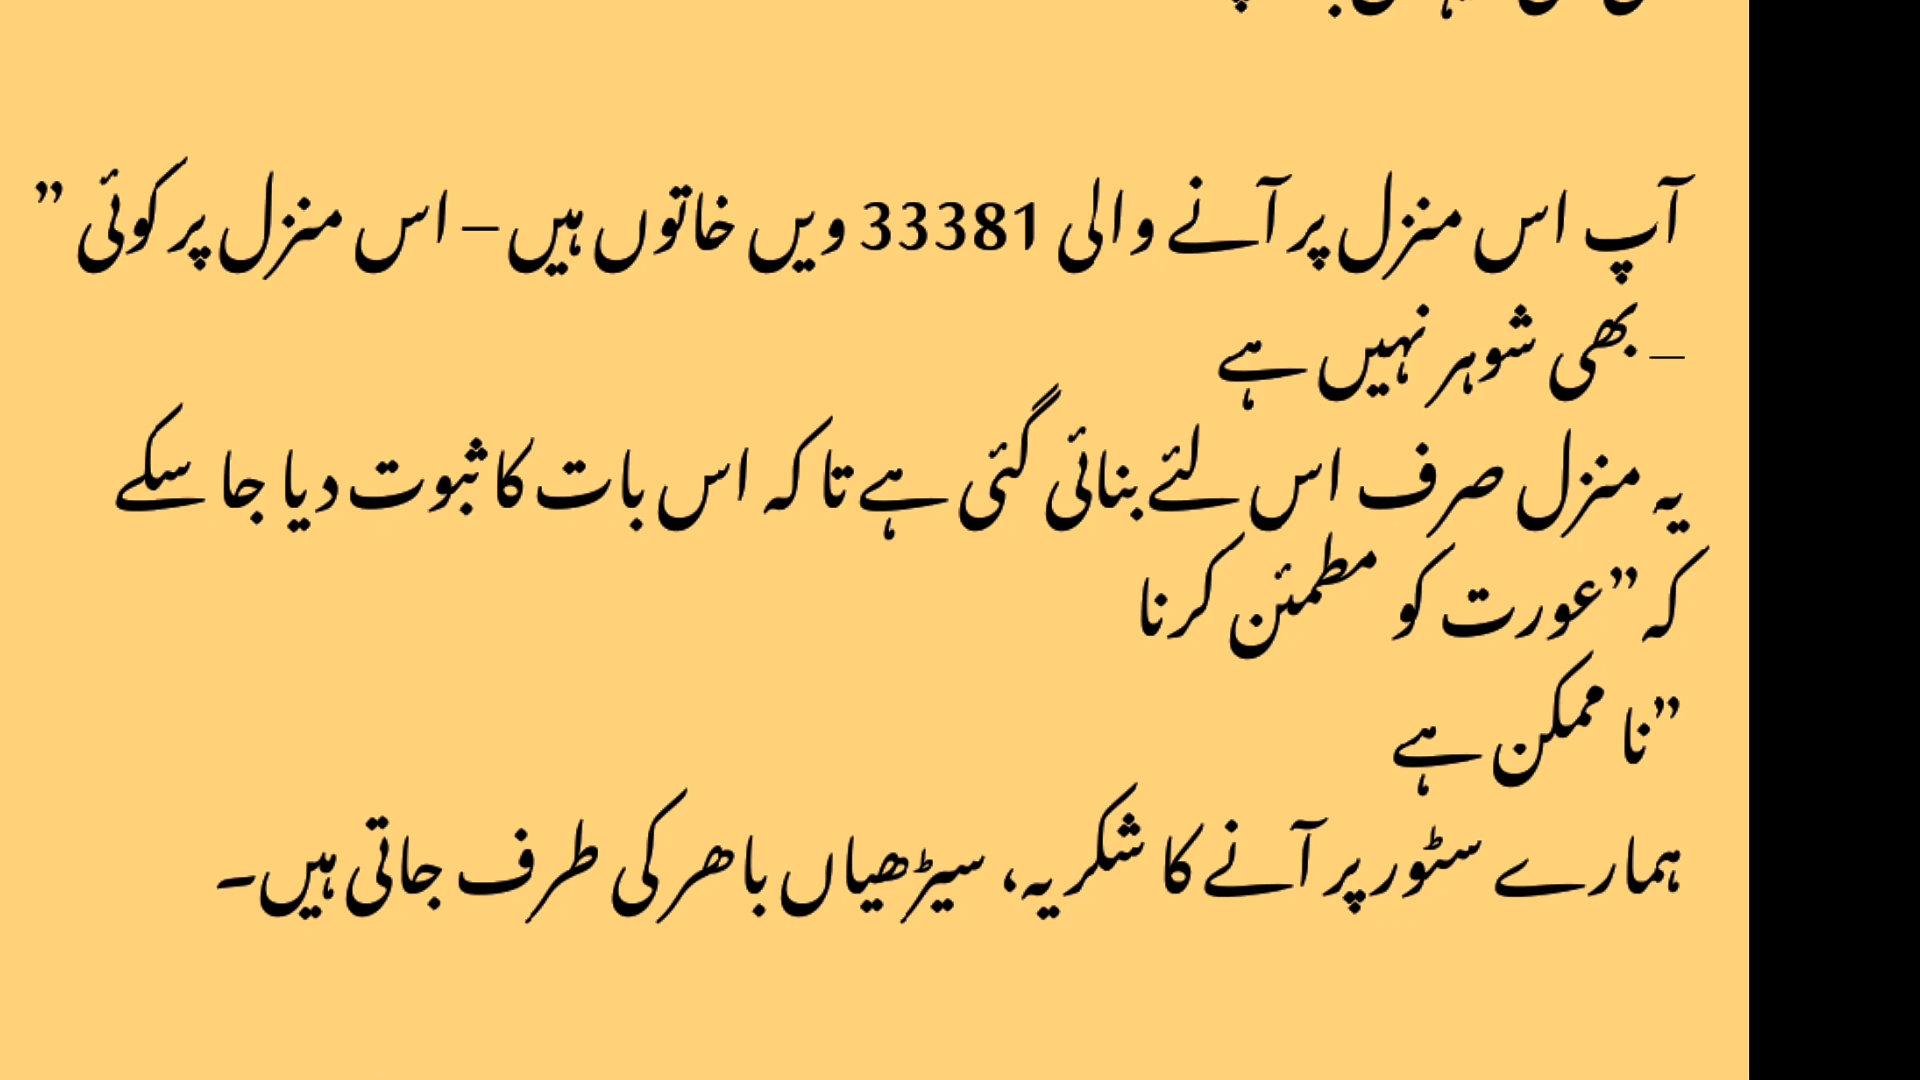 آپ اس منزل پر آنے والی 33381 ویں خاتوں ہیں – اس منزل پر کوئی ”
– بھی شوہر نہیں ہے
یہ منزل صرف اس لئے بنائی گئی ہے تا کہ اس بات کا ثبوت دیا جا سکے
کہ ”عورت کو مطمئن کرنا
”نا ممکن ہے
ہمارے سٹور پر آنے کا شکریہ، سیڑھیاں باھر کی طرف جاتی ہیں۔